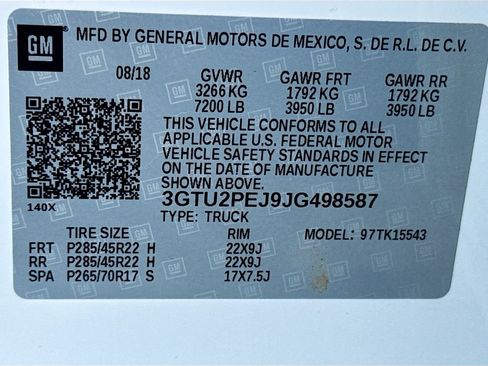 GM MFD BY GENERAL MOTORS DE MEXICO, S. DE R.L. DE C.V.
08/18 GVWR GAWR FRT GAWR RR
3266 KG 1792 KG 1792 KG
7200 LB 3950 LB 3950 LB
THIS VEHICLE CONFORMS TO ALL
APPLICABLE U.S. FEDERAL MOTOR
VEHICLE SAFETY STANDARDS IN EFFECT
ON THE DATE OF MANUFACTURE
SHOWN ABOVE.
140X 3GTU2PEJ9JG498587
TYPE: TRUCK
TIRE SIZE RIM MODEL: 97TK15543
FRT P285/45R22 H 22X9J
RR P285/45R22 H 22X9J
SPA P265/70R17 S 17X7.5J